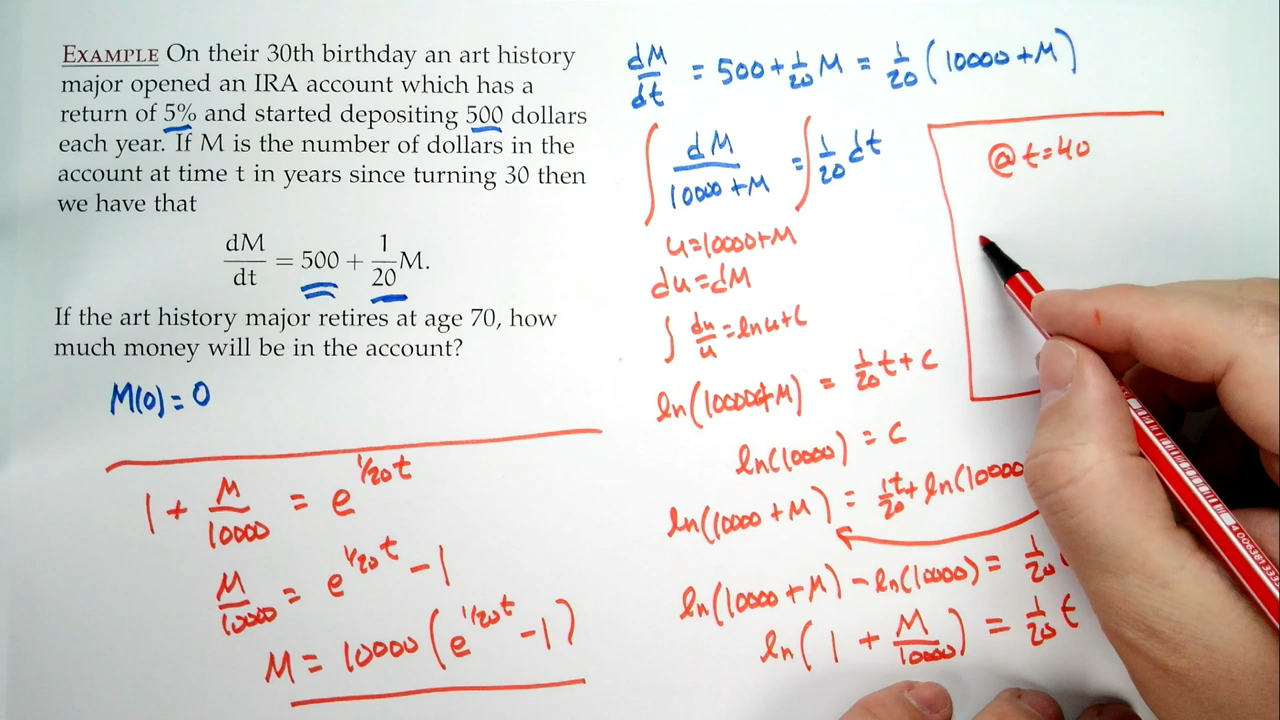 EXAMPLE On their 30th birthday an art history
major opened an IRA account which has a
return of 5% and started depositing 500 dollars
each year. If M is the number of dollars in the
account at time t in years since turning 30 then
we have that
dM/dt = 500 + 1/20 M.
If the art history major retires at age 70, how
much money will be in the account?
M(0) = 0
dM/dt = 500 + 1/20 M = 1/20 (10000 + M)
∫ dM/(10000 + M) = ∫ 1/20 dt
u = 10000 + M
du = dM
∫ du/u = ln u + C
ln(10000 + M) = 1/20 t + C
ln(10000) = C
ln(10000 + M) = 1t/20 + ln(10000
ln(10000 + M) - ln(10000) = 1/20
ln(1 + M/10000) = 1/20 t
1 + M/10000 = e^(1/20 t)
M/10000 = e^(1/20 t) - 1
M = 10000 (e^(1/20 t) - 1)
@ t = 40